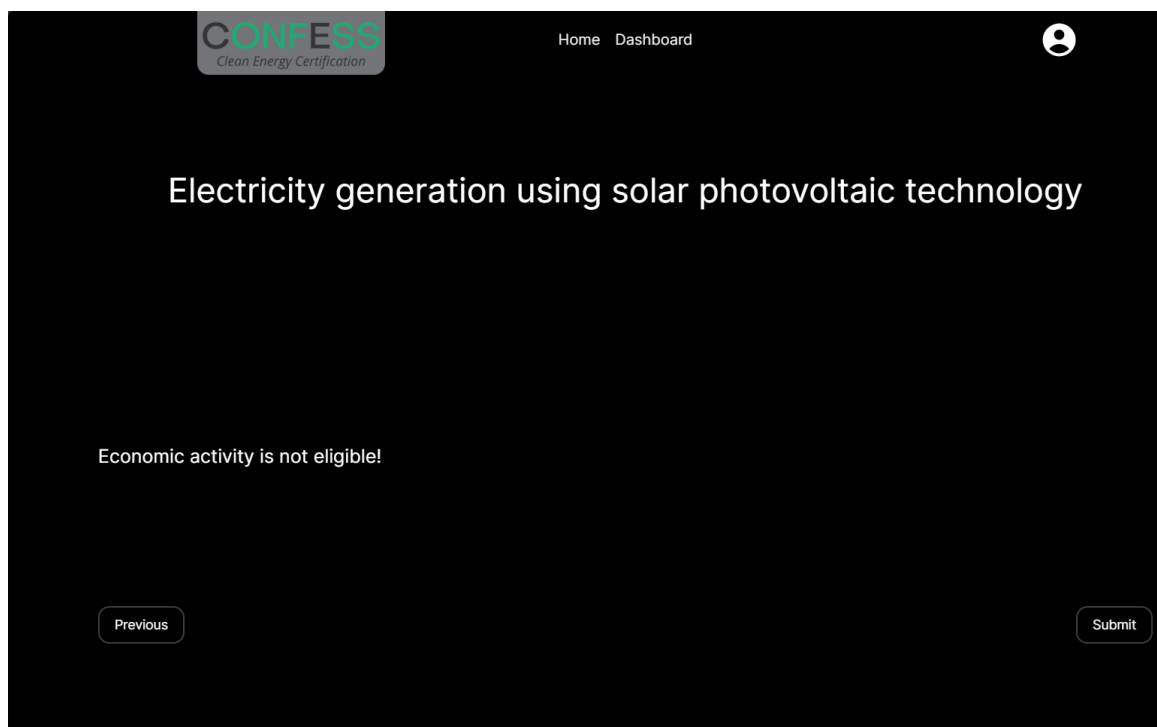 CONFESS
Clean Energy Certification
Home Dashboard
Electricity generation using solar photovoltaic technology
Economic activity is not eligible!
Previous
Submit